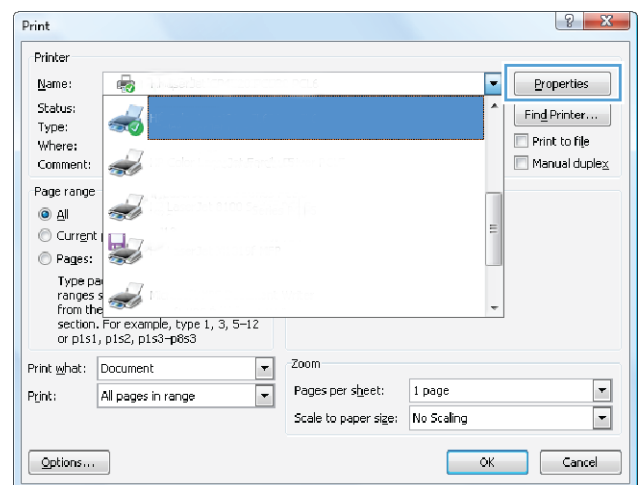 Print
Printer
Name:
Properties
Status:
Find Printer...
Type:
Where:
Print to file
Comment:
Manual duplex
Page range
All
Current
Pages:
Type
ranges
from the
section. For example, type 1, 3, 5–12
or p1s1, p1s2, p1s3–p8s3
Print what: Document
Print: All pages in range
Zoom
Pages per sheet: 1 page
Scale to paper size: No Scaling
Options...
OK Cancel